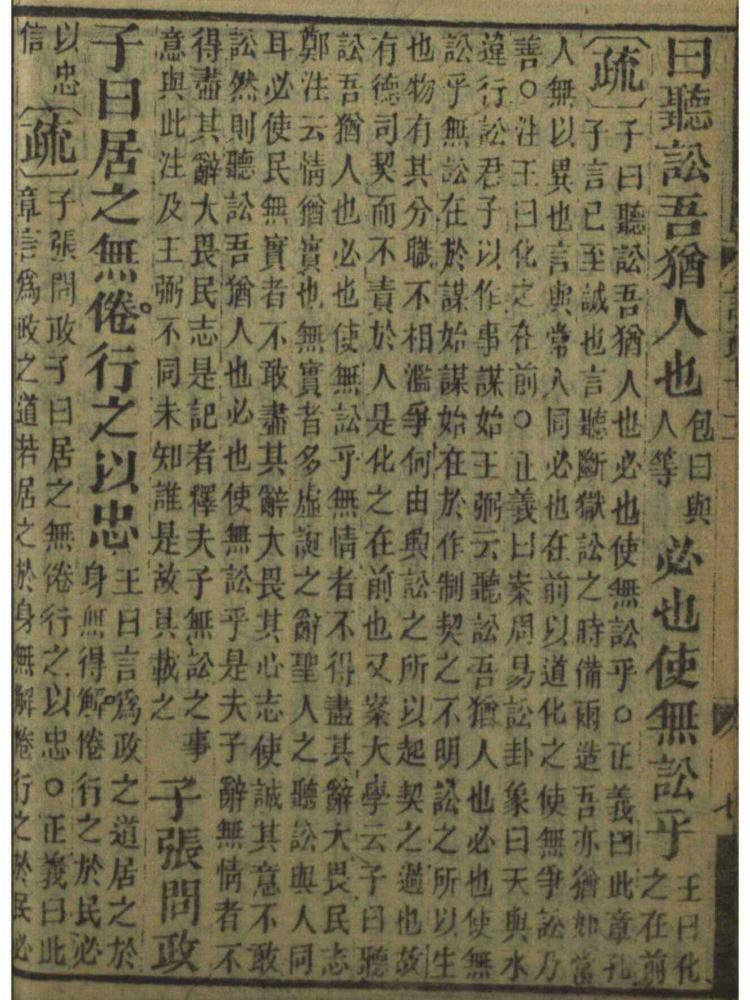 曰聽訟吾猶人也包曰與人等必也使無訟乎王曰化之在前
疏子曰聽訟吾猶人也必也使無訟乎○正義曰此章孔
子言已至誠也言聽斷獄訟之時備兩造吾亦猶如常
人無以異也言與常人同必也在前以道化之使無爭訟乃
善○注王曰化之在前○正義曰案周易訟卦象曰天與水
違行訟君子以作事謀始王弼云聽訟吾猶人也必也使無
訟乎無訟在於謀始謀始在於作制契之不明訟之所以生
也物有其分職不相濫爭何由興訟之所以起契之過也故
有德司契而不責於人是化之在前也又案大學云子曰聽
訟吾猶人也必也使無訟乎無情者不得盡其辭大畏民志
鄭注云情猶實也無實者多虛誕之辭聖人之聽訟與人同
耳必使民無實者不敢盡其辭大畏其心志使誠其意不敢
訟然則聽訟吾猶人也必也使無訟乎是夫子辭無情者不
得盡其辭大畏民志是記者釋夫子無訟之事
意與此注及王弼不同未知誰是故具載之子張問政
子曰居之無倦行之以忠王曰言爲政之道居之於身無得解倦行之於民必
以忠信疏子張問政子曰居之無倦行之以忠○正義曰此
章言爲政之道若居之於身無解倦行之於民必
七